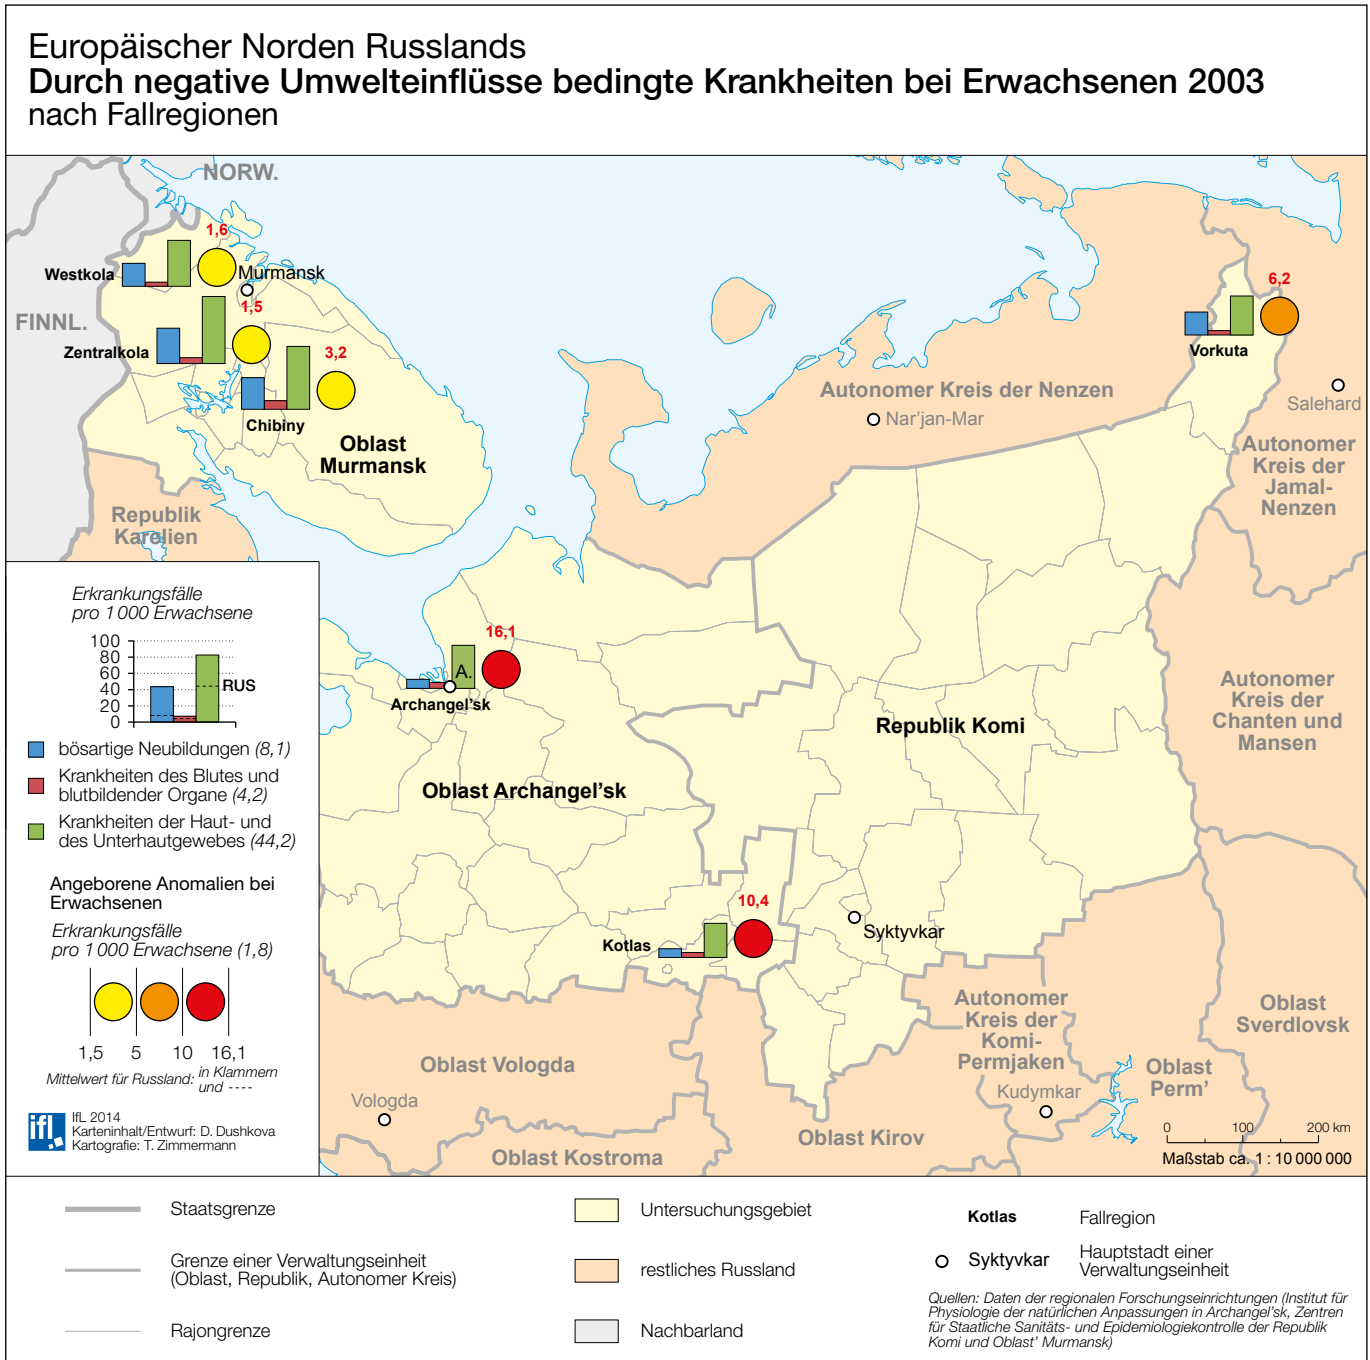 Europäischer Norden Russlands
Durch negative Umwelteinflüsse bedingte Krankheiten bei Erwachsenen 2003
nach Fallregionen
NORW.
1,6
Westkola
Murmansk
FINNL.
1,5
Zentralkola
3,2
Chibiny
Oblast
Murmansk
Republik
Karelien
6,2
Vorkuta
Autonomer Kreis der Nenzen
Nar'jan-Mar
Salehard
Autonomer
Kreis der
Jamal-
Nenzen
16,1
A.
Archangel'sk
Republik Komi
Oblast Archangel'sk
Autonomer
Kreis der
Chanten und
Mansen
10,4
Kotlas
Syktyvkar
Autonomer
Kreis der
Komi-
Permjaken
Kudymkar
Oblast
Sverdlovsk
Oblast
Perm'
Oblast Vologda
Vologda
Oblast Kirov
Oblast Kostroma
0 100 200 km
Maßstab ca. 1 : 10 000 000
Erkrankungsfälle
pro 1 000 Erwachsene
100
80
60
40
20
0
RUS
bösartige Neubildungen (8,1)
Krankheiten des Blutes und
blutbildender Organe (4,2)
Krankheiten der Haut- und
des Unterhautgewebes (44,2)
Angeborene Anomalien bei
Erwachsenen
Erkrankungsfälle
pro 1 000 Erwachsene (1,8)
1,5 5 10 16,1
Mittelwert für Russland: in Klammern
und ----
ifl
IfL 2014
Karteninhalt/Entwurf: D. Dushkova
Kartografie: T. Zimmermann
Staatsgrenze
Grenze einer Verwaltungseinheit
(Oblast, Republik, Autonomer Kreis)
Rajongrenze
Untersuchungsgebiet
restliches Russland
Nachbarland
Kotlas Fallregion
Syktyvkar Hauptstadt einer
Verwaltungseinheit
Quellen: Daten der regionalen Forschungseinrichtungen (Institut für
Physiologie der natürlichen Anpassungen in Archangel'sk, Zentren
für Staatliche Sanitäts- und Epidemiologiekontrolle der Republik
Komi und Oblast' Murmansk)